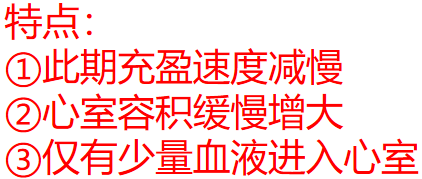 特点：
①此期充盈速度减慢
②心室容积缓慢增大
③仅有少量血液进入心室